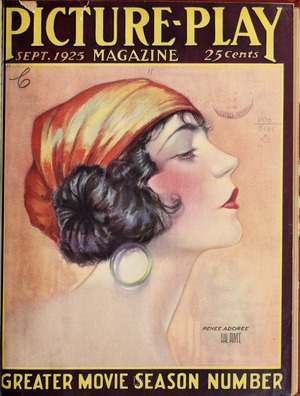 PICTURE-PLAY
SEPT. 1925 MAGAZINE 25 Cents
RENEE ADOREE
GREATER MOVIE SEASON NUMBER